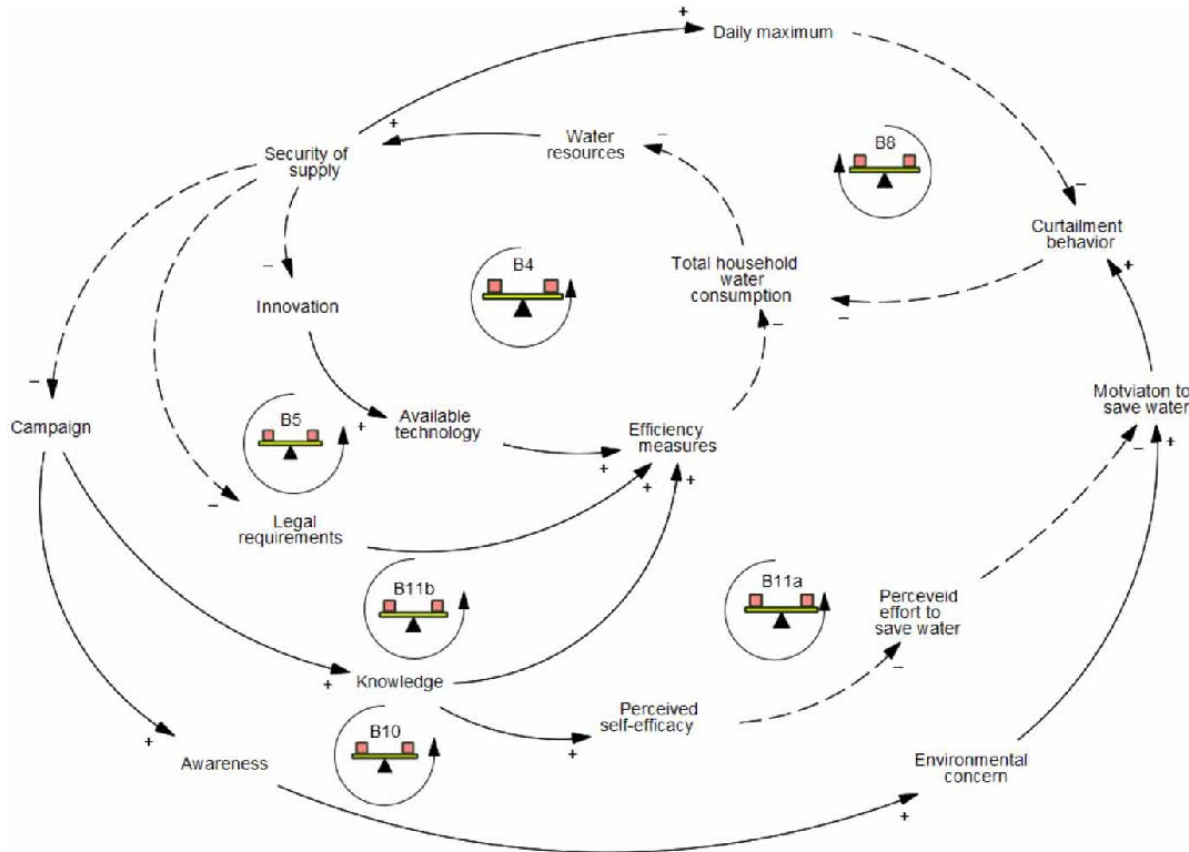 +
Daily maximum
+
Water
resources
–
Security of
supply
B8
–
Curtailment
behavior
+
B4
Total household
water
consumption
–
–
–
Innovation
–
Motviaton to
save water
–
+
Campaign
B5
+
Available
technology
Efficiency
measures
+
+
+
–
Legal
requirements
B11b
B11a
Perceveid
effort to
save water
–
+
Knowledge
Perceived
self-efficacy
+
B10
+
Awareness
Environmental
concern
+